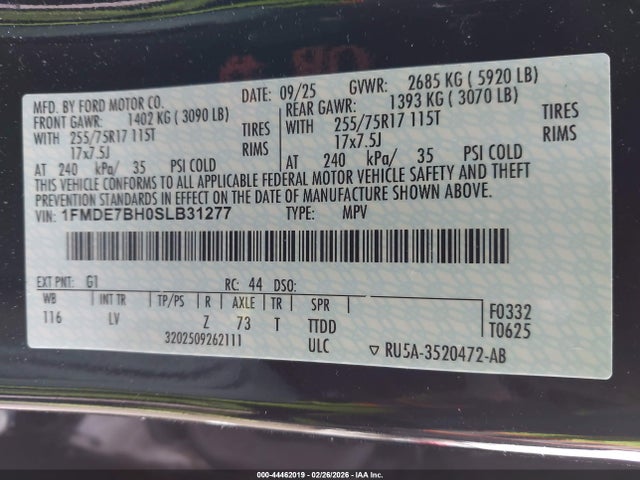 MFD. BY FORD MOTOR CO. DATE: 09/25 GVWR: 2685 KG ( 5920 LB)
FRONT GAWR: 1402 KG ( 3090 LB) REAR GAWR: 1393 KG ( 3070 LB)
WITH 255/75R17 115T TIRES WITH 255/75R17 115T TIRES
17x7.5J RIMS 17x7.5J RIMS
AT 240 kPa/ 35 PSI COLD AT 240 kPa/ 35 PSI COLD
THIS VEHICLE CONFORMS TO ALL APPLICABLE FEDERAL MOTOR VEHICLE SAFETY AND THEFT
PREVENTION STANDARDS IN EFFECT ON THE DATE OF MANUFACTURE SHOWN ABOVE.
VIN: 1FMDE7BH0SLB31277 TYPE: MPV
EXT PNT: G1 RC: 44 DSO:
WB INT TR TP/PS R AXLE TR SPR F0332
116 LV Z 73 T TTDD T0625
3202509262111 ULC ▽ RU5A-3520472-AB
000-44462019 - 02/26/2026 - IAA Inc.